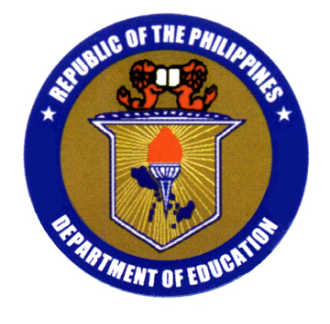 REPUBLIC OF THE PHILIPPINES
DEPARTMENT OF EDUCATION